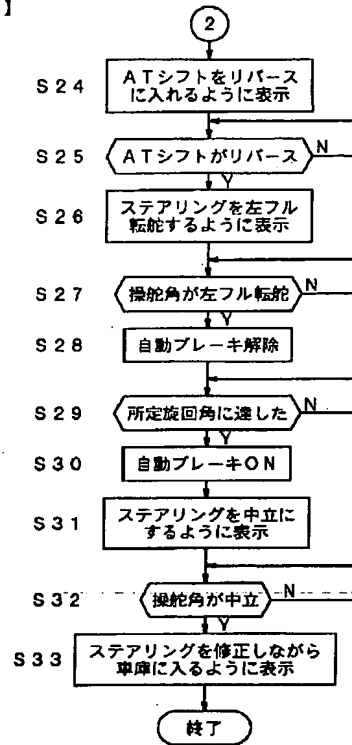 】
2
S24
ATシフトをリバース
に入れるように表示
S25
ATシフトがリバース
N
Y
S26
ステアリングを左フル
転舵するように表示
S27
操舵角が左フル転舵
N
Y
S28
自動ブレーキ解除
S29
所定旋回角に達した
N
Y
S30
自動ブレーキON
S31
ステアリングを中立に
するように表示
S32
操舵角が中立
N
Y
S33
ステアリングを修正しながら
車庫に入るように表示
終了